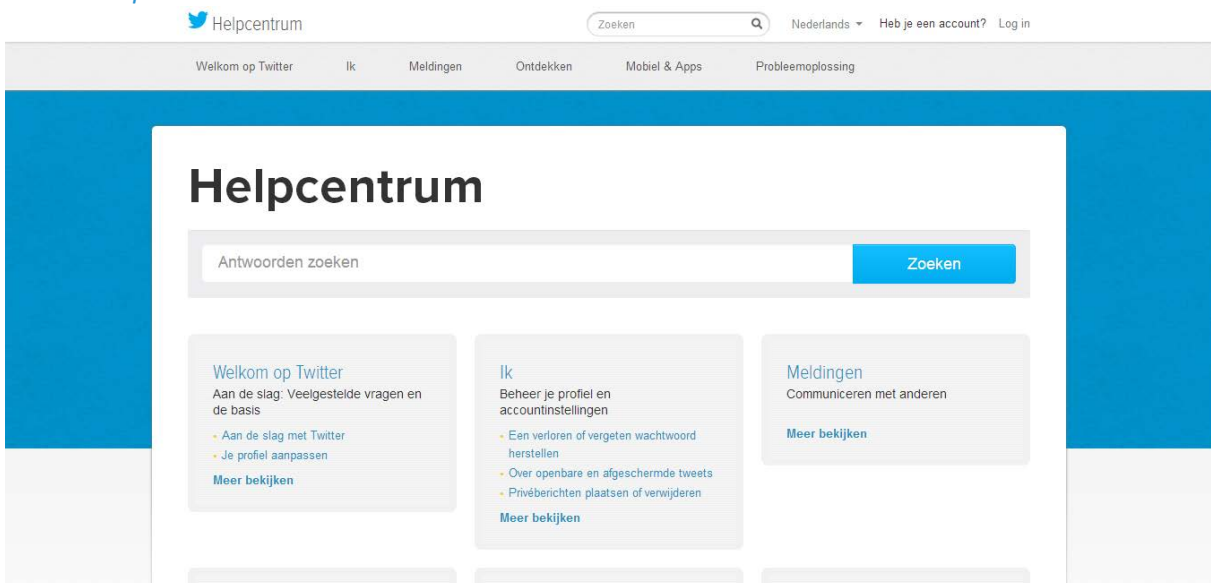 Helpcentrum
Zoeken
Nederlands
Heb je een account? Log in
Welkom op Twitter
Ik
Meldingen
Ontdekken
Mobiel & Apps
Probleemoplossing
Helpcentrum
Antwoorden zoeken
Zoeken
Welkom op Twitter
Aan de slag: Veelgestelde vragen en
de basis
Aan de slag met Twitter
Je profiel aanpassen
Meer bekijken
Ik
Beheer je profiel en
accountinstellingen
Een verloren of vergeten wachtwoord
herstellen
Over openbare en afgeschermde tweets
Privéberichten plaatsen of verwijderen
Meer bekijken
Meldingen
Communiceren met anderen
Meer bekijken